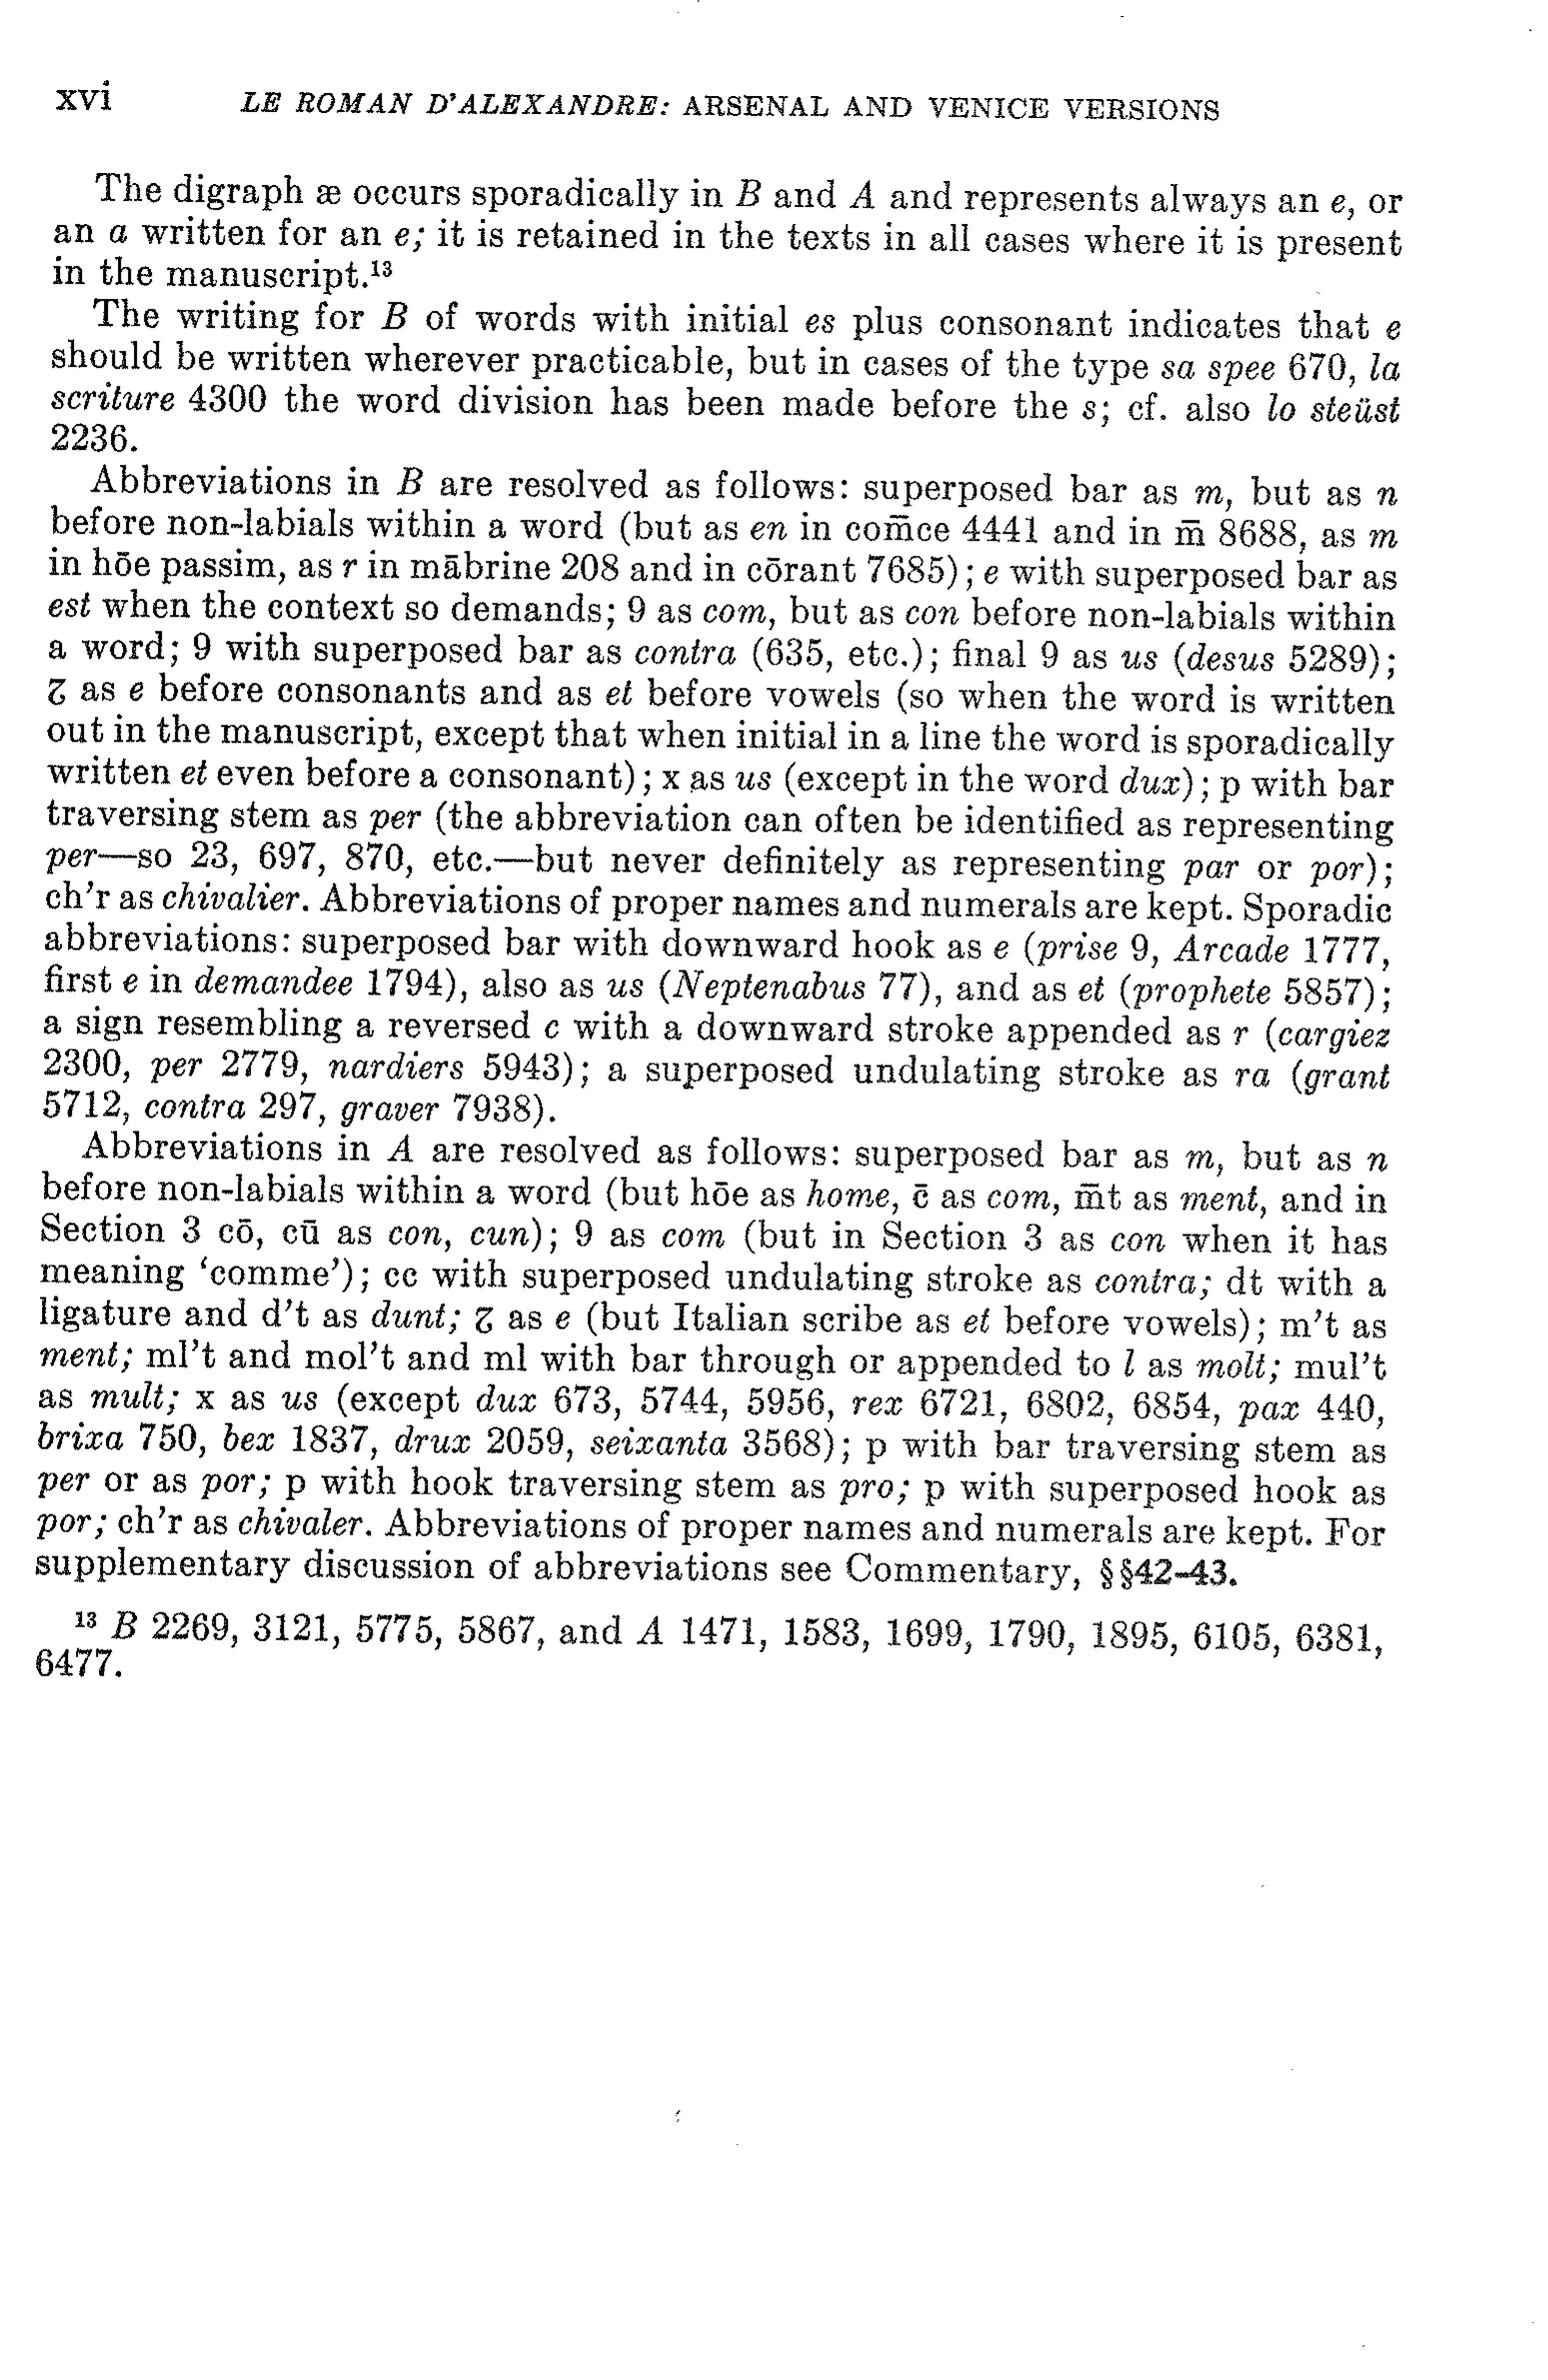 xvi LE ROMAN D'ALEXANDRE: ARSENAL AND VENICE VERSIONS
The digraph æ occurs sporadically in B and A and represents always an e, or
an a written for an e; it is retained in the texts in all cases where it is present
in the manuscript.¹³
The writing for B of words with initial es plus consonant indicates that e
should be written wherever practicable, but in cases of the type sa spee 670, la
scriture 4300 the word division has been made before the s; cf. also lo steüst
2236.
Abbreviations in B are resolved as follows: superposed bar as m, but as n
before non-labials within a word (but as en in com̄ce 4441 and in m̄ 8688, as m
in hōe passim, as r in mābrine 208 and in cōrant 7685); e with superposed bar as
est when the context so demands; 9 as com, but as con before non-labials within
a word; 9 with superposed bar as contra (635, etc.); final 9 as us (desus 5289);
⁊ as e before consonants and as et before vowels (so when the word is written
out in the manuscript, except that when initial in a line the word is sporadically
written et even before a consonant); x as us (except in the word dux); p with bar
traversing stem as per (the abbreviation can often be identified as representing
per—so 23, 697, 870, etc.—but never definitely as representing par or por);
ch'r as chivalier. Abbreviations of proper names and numerals are kept. Sporadic
abbreviations: superposed bar with downward hook as e (prise 9, Arcade 1777,
first e in demandee 1794), also as us (Neptenabus 77), and as et (prophete 5857);
a sign resembling a reversed c with a downward stroke appended as r (cargiez
2300, per 2779, nardiers 5943); a superposed undulating stroke as ra (grant
5712, contra 297, graver 7938).
Abbreviations in A are resolved as follows: superposed bar as m, but as n
before non-labials within a word (but hōe as home, c̄ as com, m̄t as ment, and in
Section 3 cō, cū as con, cun); 9 as com (but in Section 3 as con when it has
meaning 'comme'); cc with superposed undulating stroke as contra; dt with a
ligature and d't as dunt; ⁊ as e (but Italian scribe as et before vowels); m't as
ment; ml't and mol't and ml with bar through or appended to l as molt; mul't
as mult; x as us (except dux 673, 5744, 5956, rex 6721, 6802, 6854, pax 440,
brixa 750, bex 1837, drux 2059, seixanta 3568); p with bar traversing stem as
per or as por; p with hook traversing stem as pro; p with superposed hook as
por; ch'r as chivaler. Abbreviations of proper names and numerals are kept. For
supplementary discussion of abbreviations see Commentary, §§42–43.
¹³ B 2269, 3121, 5775, 5867, and A 1471, 1583, 1699, 1790, 1895, 6105, 6381,
6477.